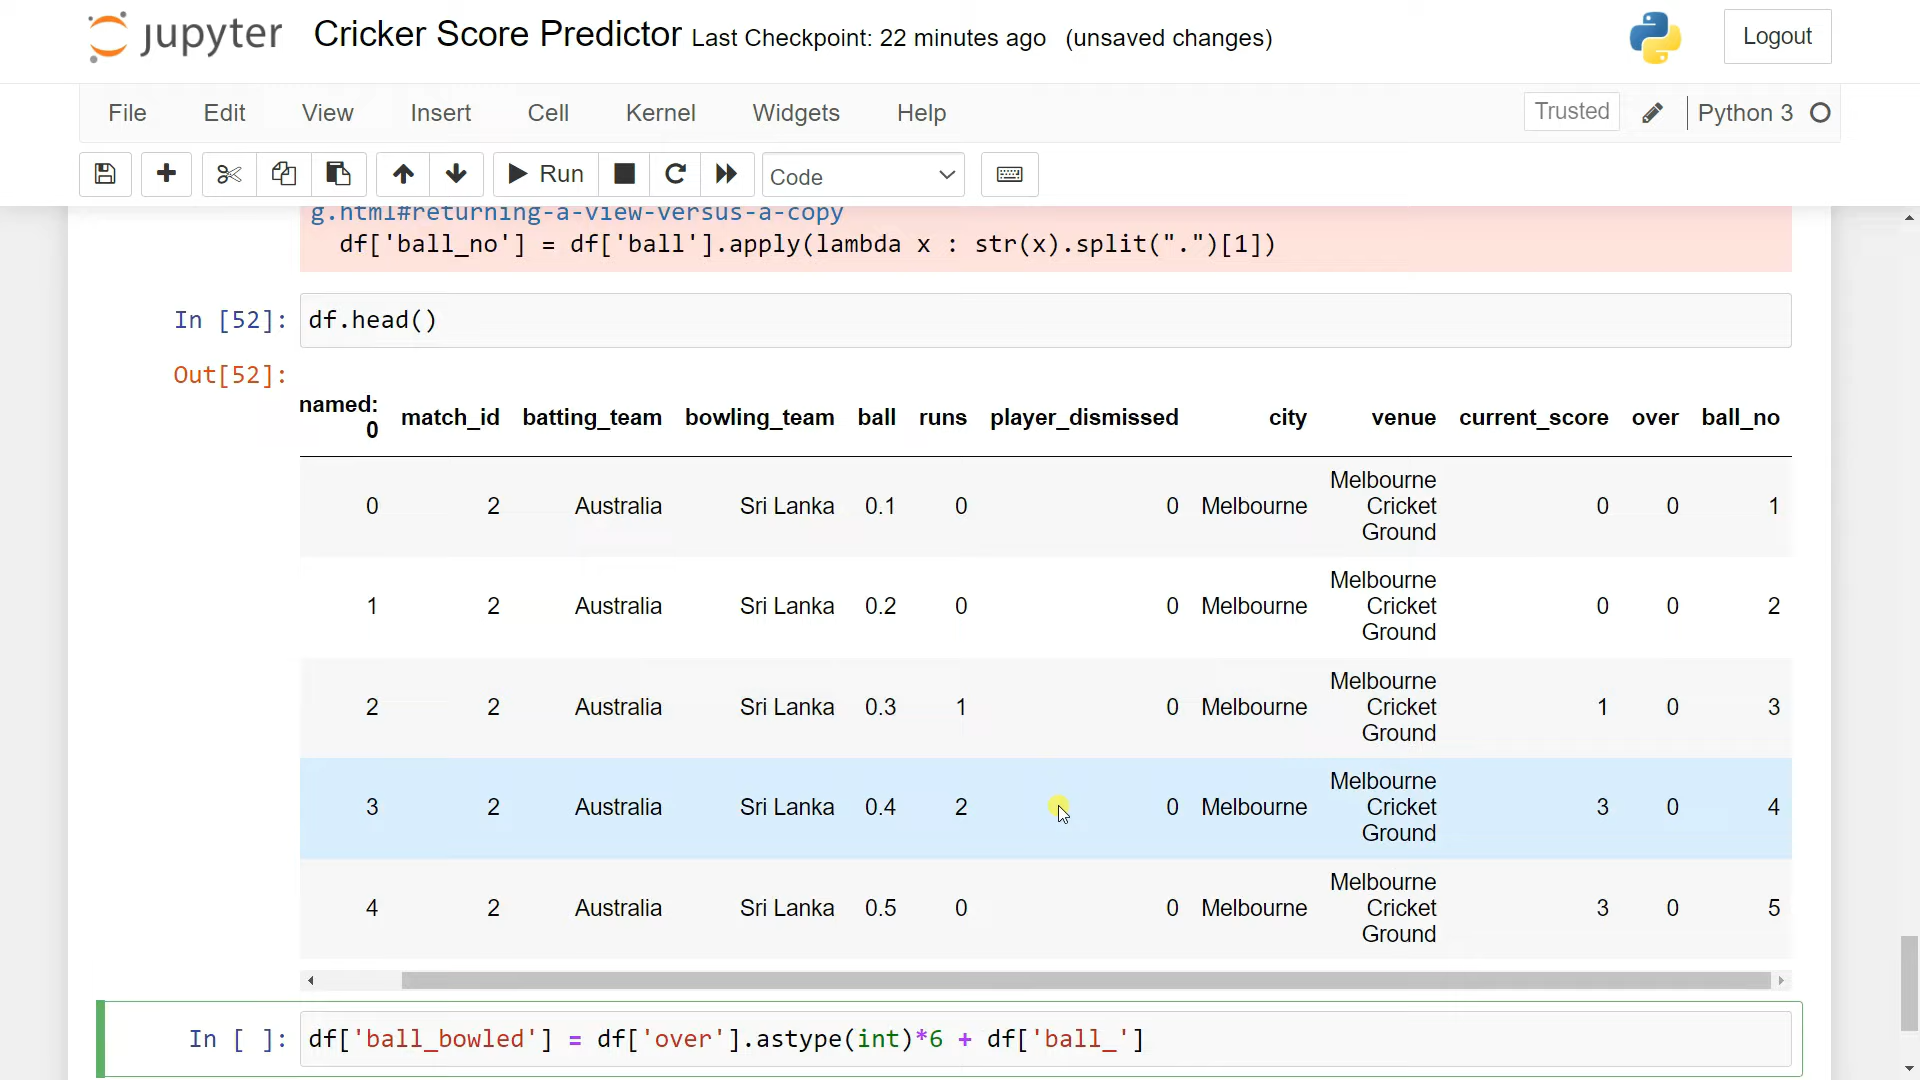 jupyter Cricker Score Predictor Last Checkpoint: 22 minutes ago (unsaved changes) Logout
File Edit View Insert Cell Kernel Widgets Help Trusted Python 3
Run Code
g.html#returning-a-view-versus-a-copy
df['ball_no'] = df['ball'].apply(lambda x : str(x).split(".")[1])
In [52]: df.head()
Out[52]:
named: 0 match_id batting_team bowling_team ball runs player_dismissed city venue current_score over ball_no
0 2 Australia Sri Lanka 0.1 0 0 Melbourne Melbourne Cricket Ground 0 0 1
1 2 Australia Sri Lanka 0.2 0 0 Melbourne Melbourne Cricket Ground 0 0 2
2 2 Australia Sri Lanka 0.3 1 0 Melbourne Melbourne Cricket Ground 1 0 3
3 2 Australia Sri Lanka 0.4 2 0 Melbourne Melbourne Cricket Ground 3 0 4
4 2 Australia Sri Lanka 0.5 0 0 Melbourne Melbourne Cricket Ground 3 0 5
In [ ]: df['ball_bowled'] = df['over'].astype(int)*6 + df['ball_']